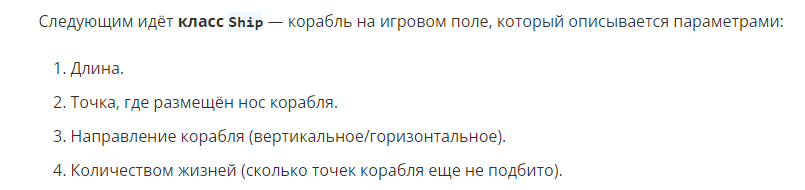 Следующим идёт класс Ship — корабль на игровом поле, который описывается параметрами:
1. Длина.
2. Точка, где размещён нос корабля.
3. Направление корабля (вертикальное/горизонтальное).
4. Количеством жизней (сколько точек корабля еще не подбито).